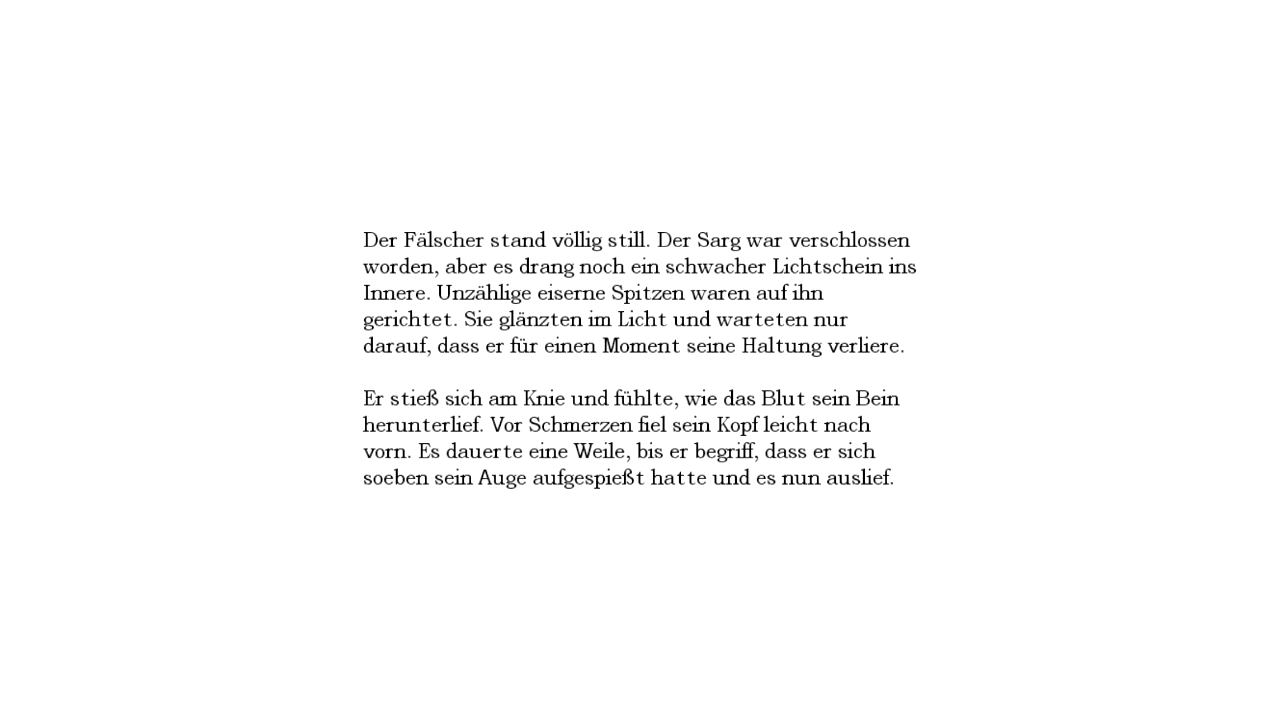 Der Fälscher stand völlig still. Der Sarg war verschlossen
worden, aber es drang noch ein schwacher Lichtschein ins
Innere. Unzählige eiserne Spitzen waren auf ihn
gerichtet. Sie glänzten im Licht und warteten nur
darauf, dass er für einen Moment seine Haltung verliere.

Er stieß sich am Knie und fühlte, wie das Blut sein Bein
herunterlief. Vor Schmerzen fiel sein Kopf leicht nach
vorn. Es dauerte eine Weile, bis er begriff, dass er sich
soeben sein Auge aufgespießt hatte und es nun auslief.